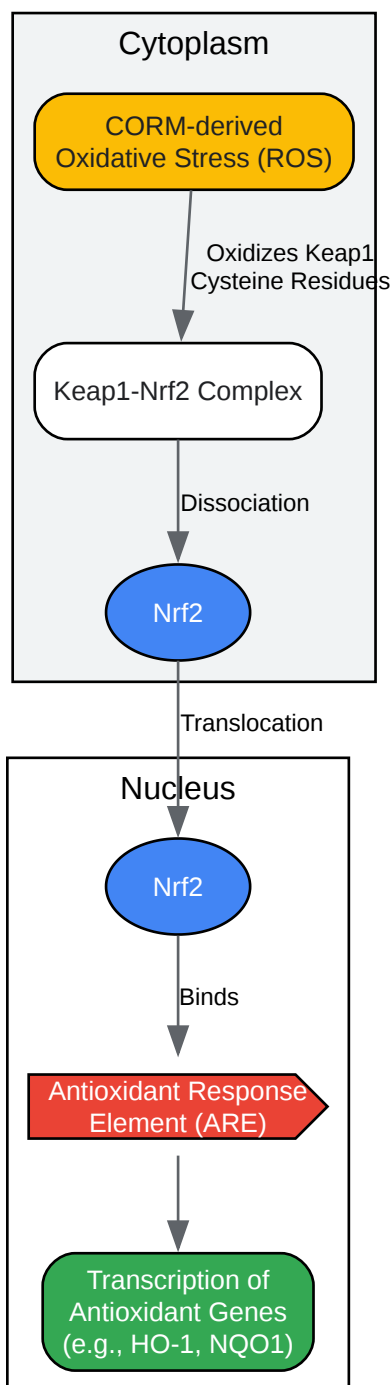 Cytoplasm
CORM-derived
Oxidative Stress (ROS)
Oxidizes Keap1
Cysteine Residues
Keap1-Nrf2 Complex
Dissociation
Nrf2
Translocation
Nucleus
Nrf2
Binds
Antioxidant Response
Element (ARE)
Transcription of
Antioxidant Genes
(e.g., HO-1, NQO1)